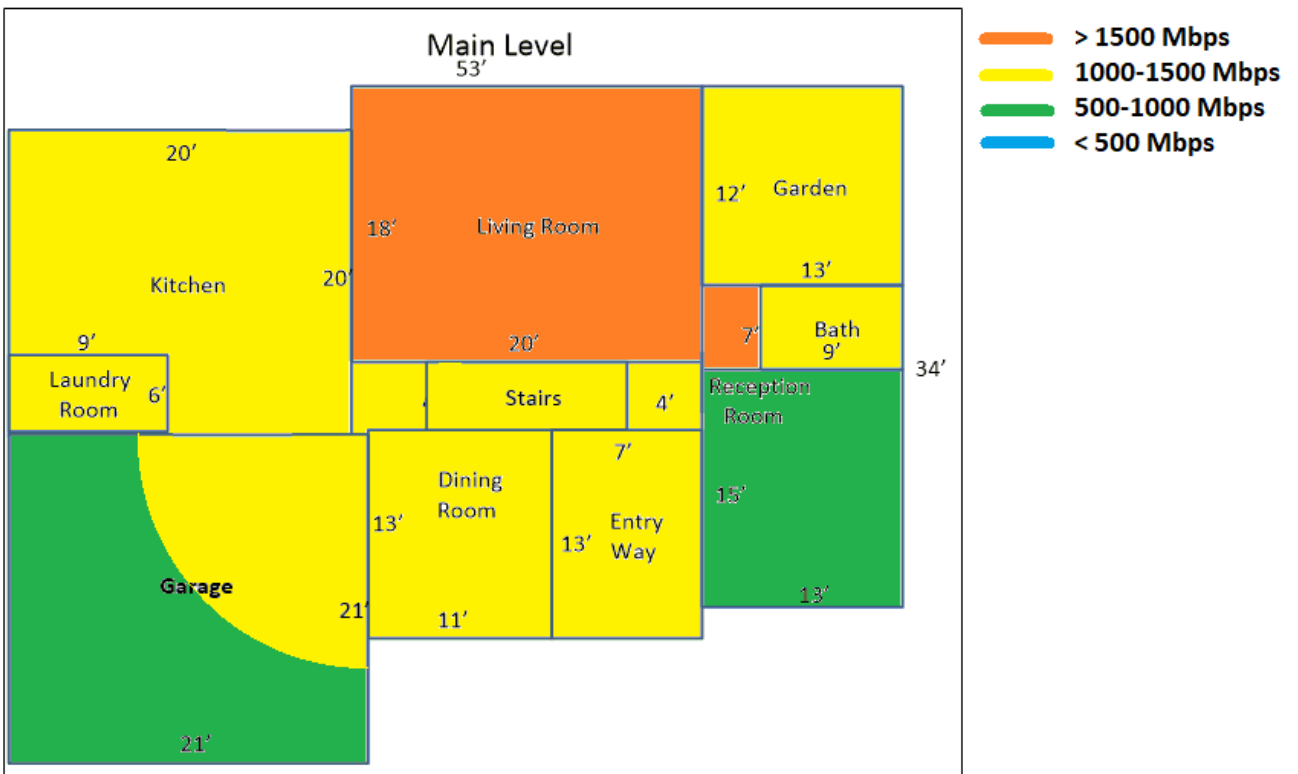 Main Level
53′
> 1500 Mbps
1000-1500 Mbps
500-1000 Mbps
< 500 Mbps
20′
12′
Garden
18′
Living Room
13′
20′
Kitchen
9′
20′
7′
Bath
9′
34′
Laundry
Room
6′
Stairs
4′
Reception
Room
7′
Dining
Room
13′
15′
Entry
Way
13′
Garage
21′
11′
13′
21′